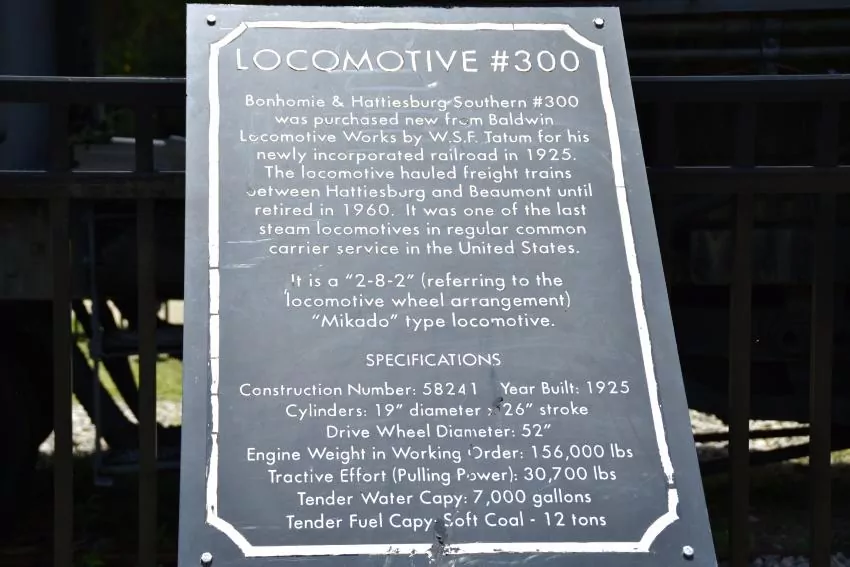 LOCOMOTIVE #300
Bonhomie & Hattiesburg Southern #300
was purchased new from Baldwin
Locomotive Works by W.S.F. Tatum for his
newly incorporated railroad in 1925.
The locomotive hauled freight trains
between Hattiesburg and Beaumont until
retired in 1960. It was one of the last
steam locomotives in regular common
carrier service in the United States.
It is a "2-8-2" (referring to the
locomotive wheel arrangement)
"Mikado" type locomotive.
SPECIFICATIONS
Construction Number: 58241 Year Built: 1925
Cylinders: 19" diameter x 26" stroke
Drive Wheel Diameter: 52"
Engine Weight in Working Order: 156,000 lbs
Tractive Effort (Pulling Power): 30,700 lbs
Tender Water Capy: 7,000 gallons
Tender Fuel Capy: Soft Coal - 12 tons